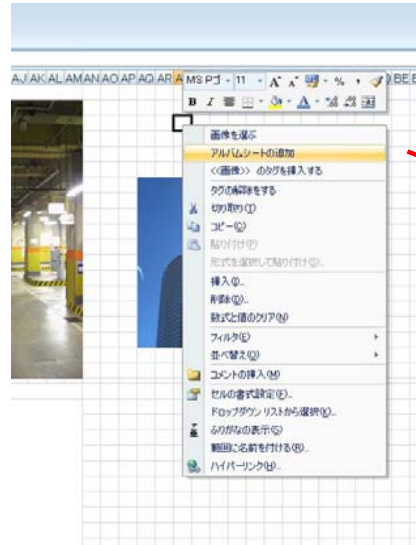 AJ AK AL AM AN AO AP AQ AR A
BE B
MS Pゴ 11 A A % ,
B I A
画像を選ぶ
アルバムシートの追加
<<画像>> のタグを挿入する
タグの解除をする
切り取り(T)
コピー(C)
貼り付け(P)
形式を選択して貼り付け(S)...
挿入(I)...
削除(D)...
数式と値のクリア(N)
フィルタ(E)
並べ替え(O)
コメントの挿入(M)
セルの書式設定(F)...
ドロップダウン リストから選択(K)...
ふりがなの表示(S)
範囲に名前を付ける(R)...
ハイパーリンク(H)...